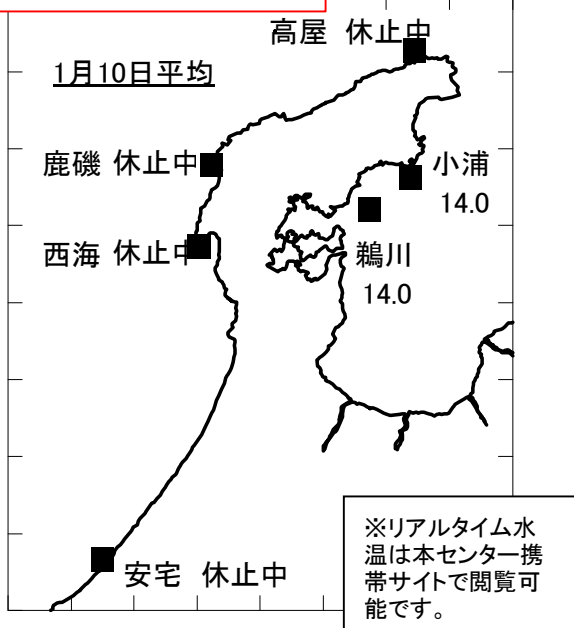 高屋 休止中
1月10日平均
鹿磯 休止中
小浦
14.0
西海 休止中
鵜川
14.0
安宅 休止中
※リアルタイム水
温は本センター携
帯サイトで閲覧可
能です。